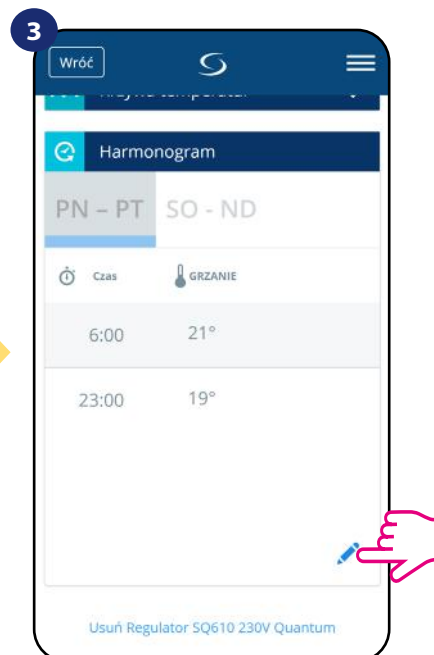 3
Wróć
Harmonogram
PN – PT SO - ND
Czas GRZANIE
6:00 21°
23:00 19°
Usuń Regulator SQ610 230V Quantum